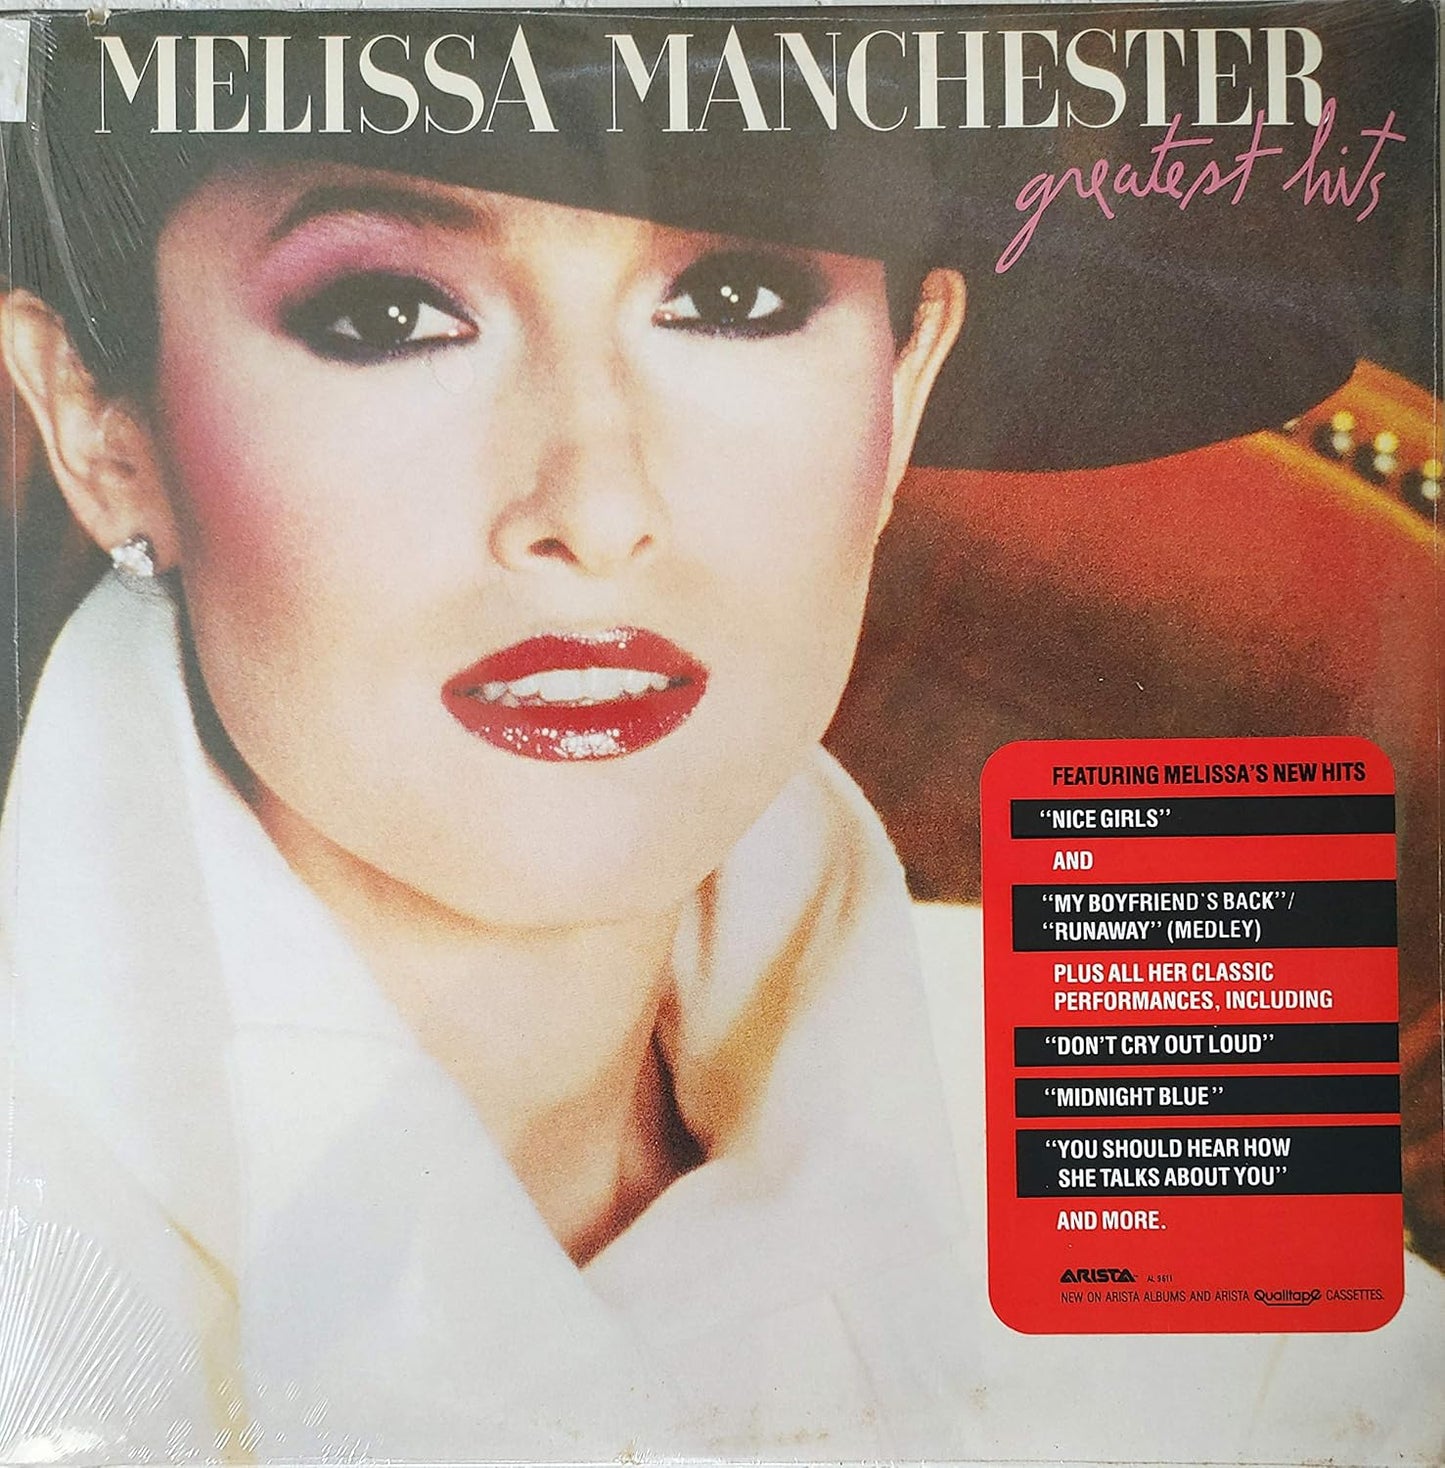 MELISSA MANCHESTER
greatest hits
FEATURING MELISSA'S NEW HITS
"NICE GIRLS"
AND
"MY BOYFRIEND'S BACK"/
"RUNAWAY" (MEDLEY)
PLUS ALL HER CLASSIC
PERFORMANCES, INCLUDING
"DON'T CRY OUT LOUD"
"MIDNIGHT BLUE"
"YOU SHOULD HEAR HOW
SHE TALKS ABOUT YOU"
AND MORE.
ARISTA AL 9611
NEW ON ARISTA ALBUMS AND ARISTA Qualitape CASSETTES.